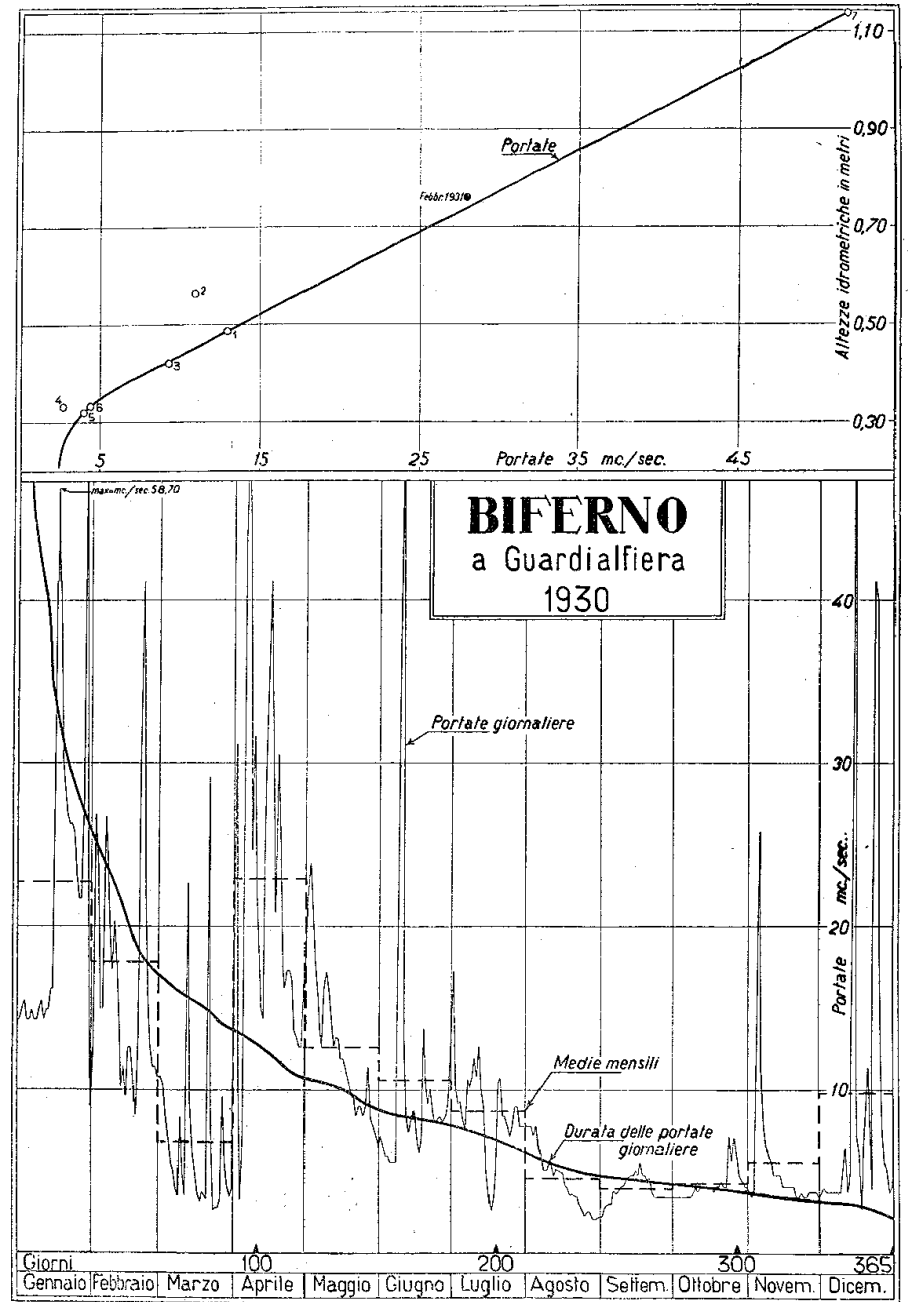 7
1,10
Portate
0,90
Febbr.1931
Altezze idrometriche in metri
0,70
2
1
0,50
3
4
6
5
0,30
5
15
25
Portate 35 mc./sec.
45
max=mc./sec.58,70
BIFERNO
a Guardialfiera
1930
40
Portate giornaliere
30
Portate mc./sec.
20
Medie mensili
10
Durata delle portate
giornaliere
Giorni
100
200
300
365
Gennaio Febbraio Marzo Aprile Maggio Giugno Luglio Agosto Settem. Ottobre Novem. Dicem.